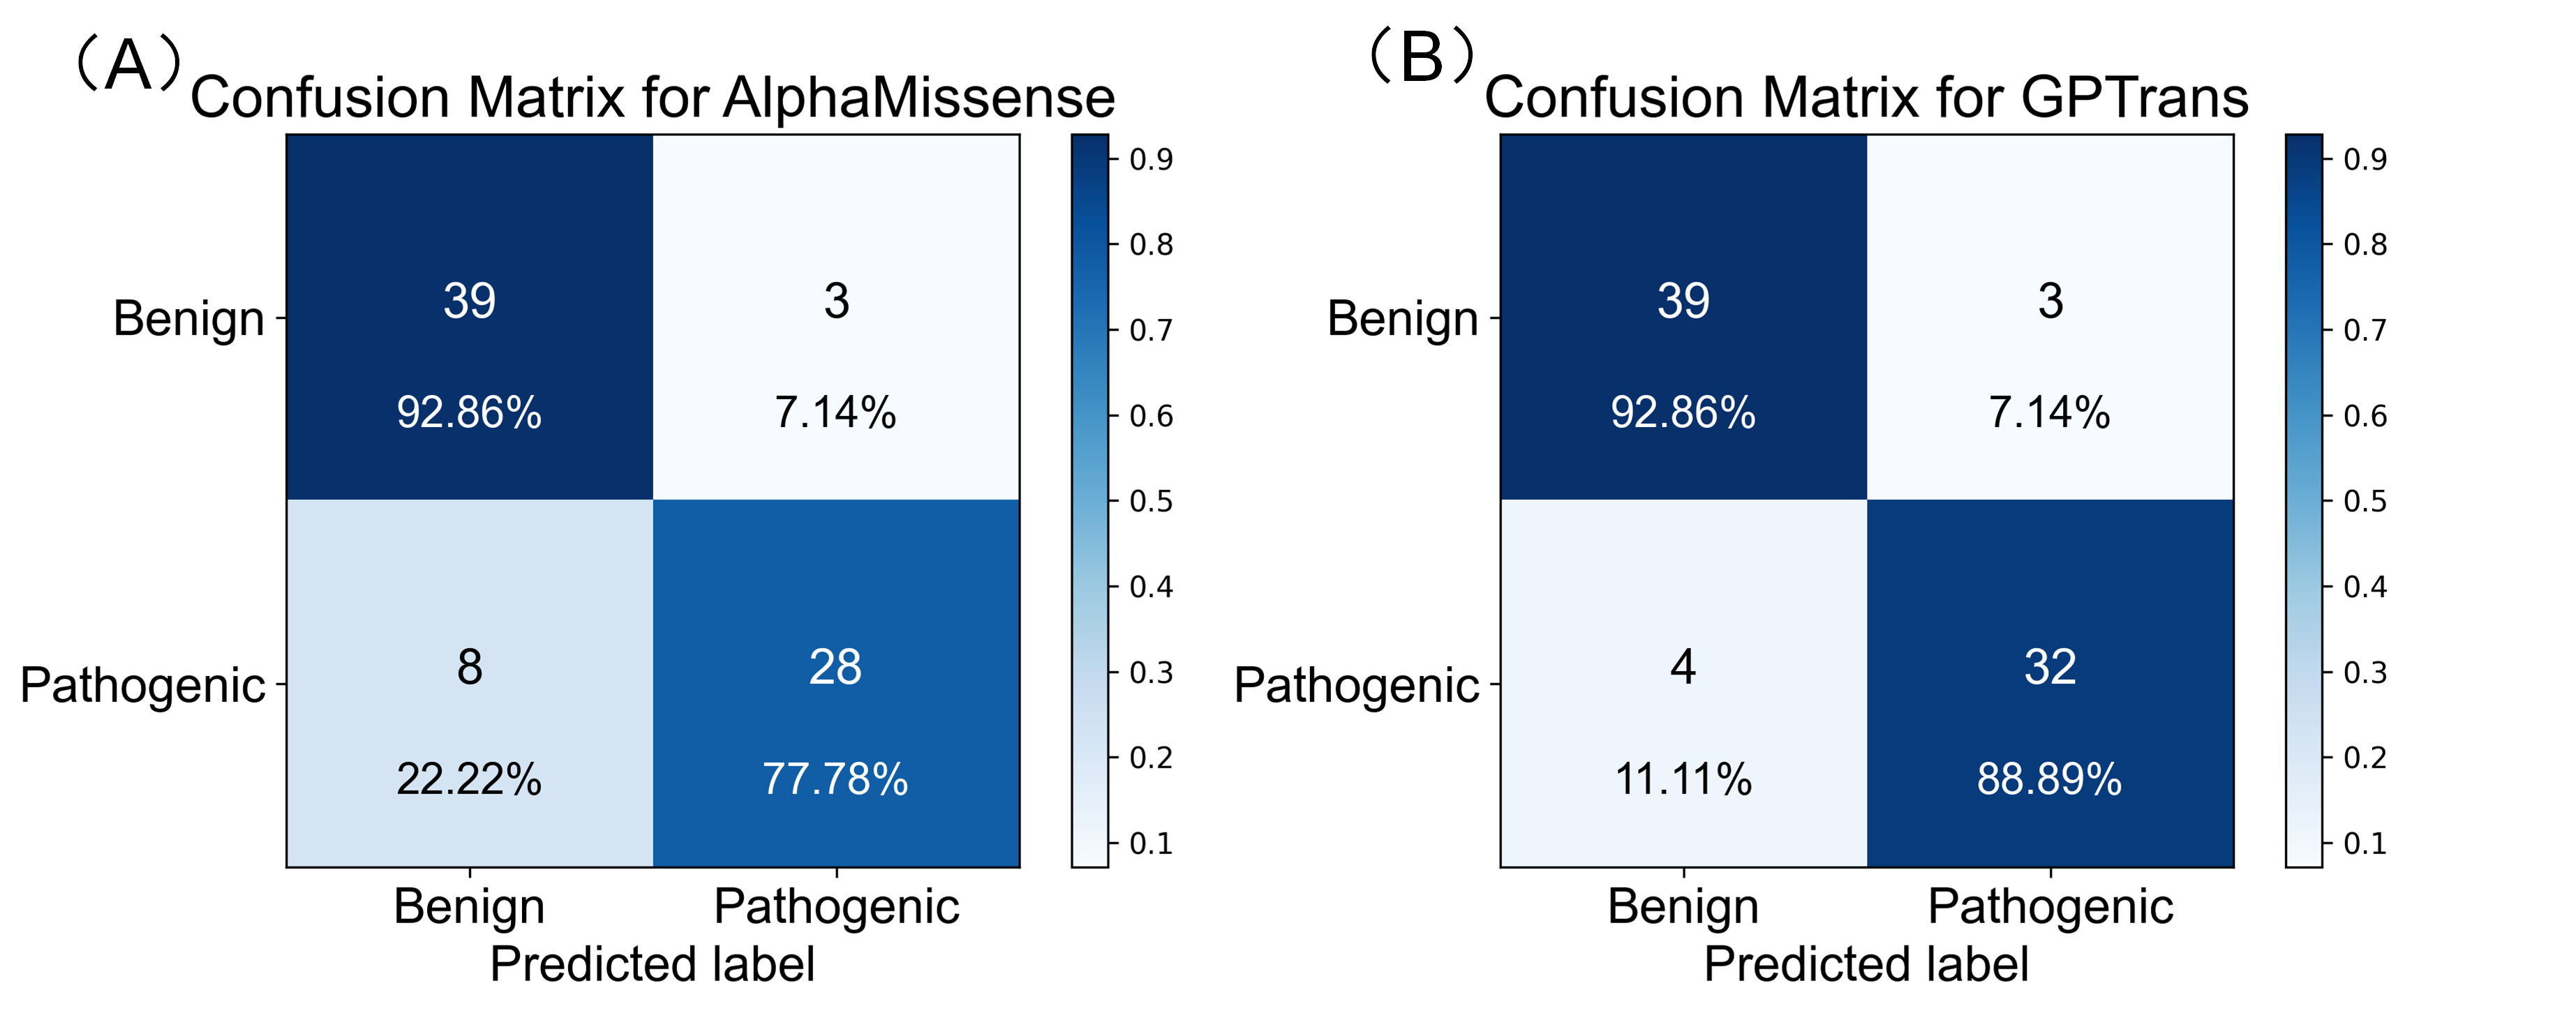 （A）
Confusion Matrix for AlphaMissense
Benign
39
3
92.86%
7.14%
Pathogenic
8
28
22.22%
77.78%
Benign
Pathogenic
Predicted label
0.9
0.8
0.7
0.6
0.5
0.4
0.3
0.2
0.1
（B）
Confusion Matrix for GPTrans
Benign
39
3
92.86%
7.14%
Pathogenic
4
32
11.11%
88.89%
Benign
Pathogenic
Predicted label
0.9
0.8
0.7
0.6
0.5
0.4
0.3
0.2
0.1